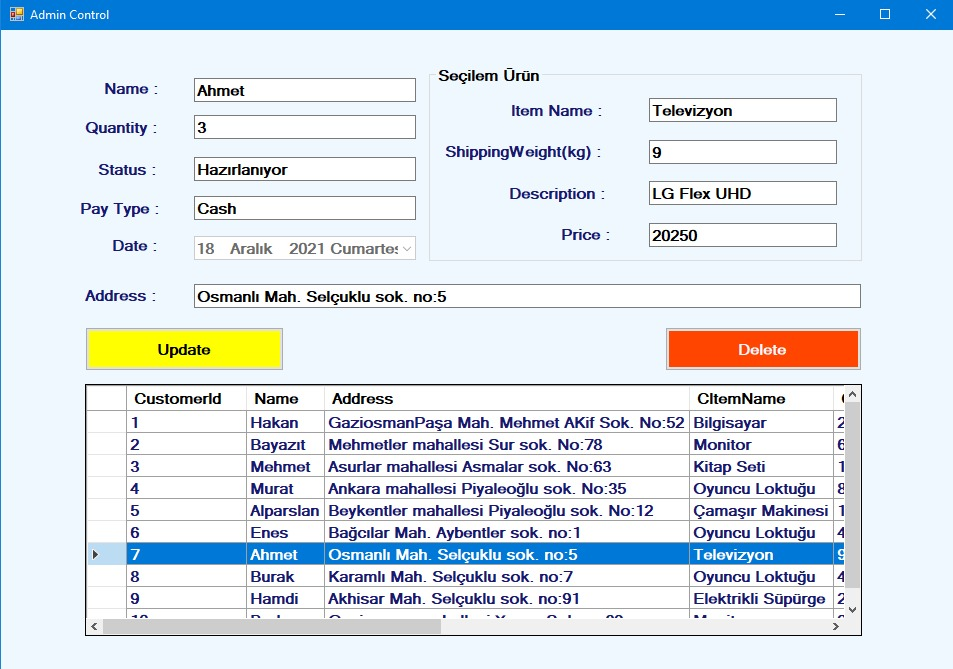 Admin Control
Name :
Ahmet
Quantity :
3
Status :
Hazırlanıyor
Pay Type :
Cash
Date :
18 Aralık 2021 Cumartes
Seçilem Ürün
Item Name :
Televizyon
ShippingWeight(kg) :
9
Description :
LG Flex UHD
Price :
20250
Address :
Osmanlı Mah. Selçuklu sok. no:5
Update
Delete
CustomerId Name Address CItemName
1 Hakan GaziosmanPaşa Mah. Mehmet AKif Sok. No:52 Bilgisayar 2
2 Bayazıt Mehmetler mahallesi Sur sok. No:78 Monitor 6
3 Mehmet Asurlar mahallesi Asmalar sok. No:63 Kitap Seti 1
4 Murat Ankara mahallesi Piyaleoğlu sok. No:35 Oyuncu Loktuğu 8
5 Alparslan Beykentler mahallesi Piyaleoğlu sok. No:12 Çamaşır Makinesi 1
6 Enes Bağcılar Mah. Aybentler sok. no:1 Oyuncu Loktuğu 4
7 Ahmet Osmanlı Mah. Selçuklu sok. no:5 Televizyon 9
8 Burak Karamlı Mah. Selçuklu sok. no:7 Oyuncu Loktuğu 4
9 Hamdi Akhisar Mah. Selçuklu sok. no:91 Elektrikli Süpürge 2